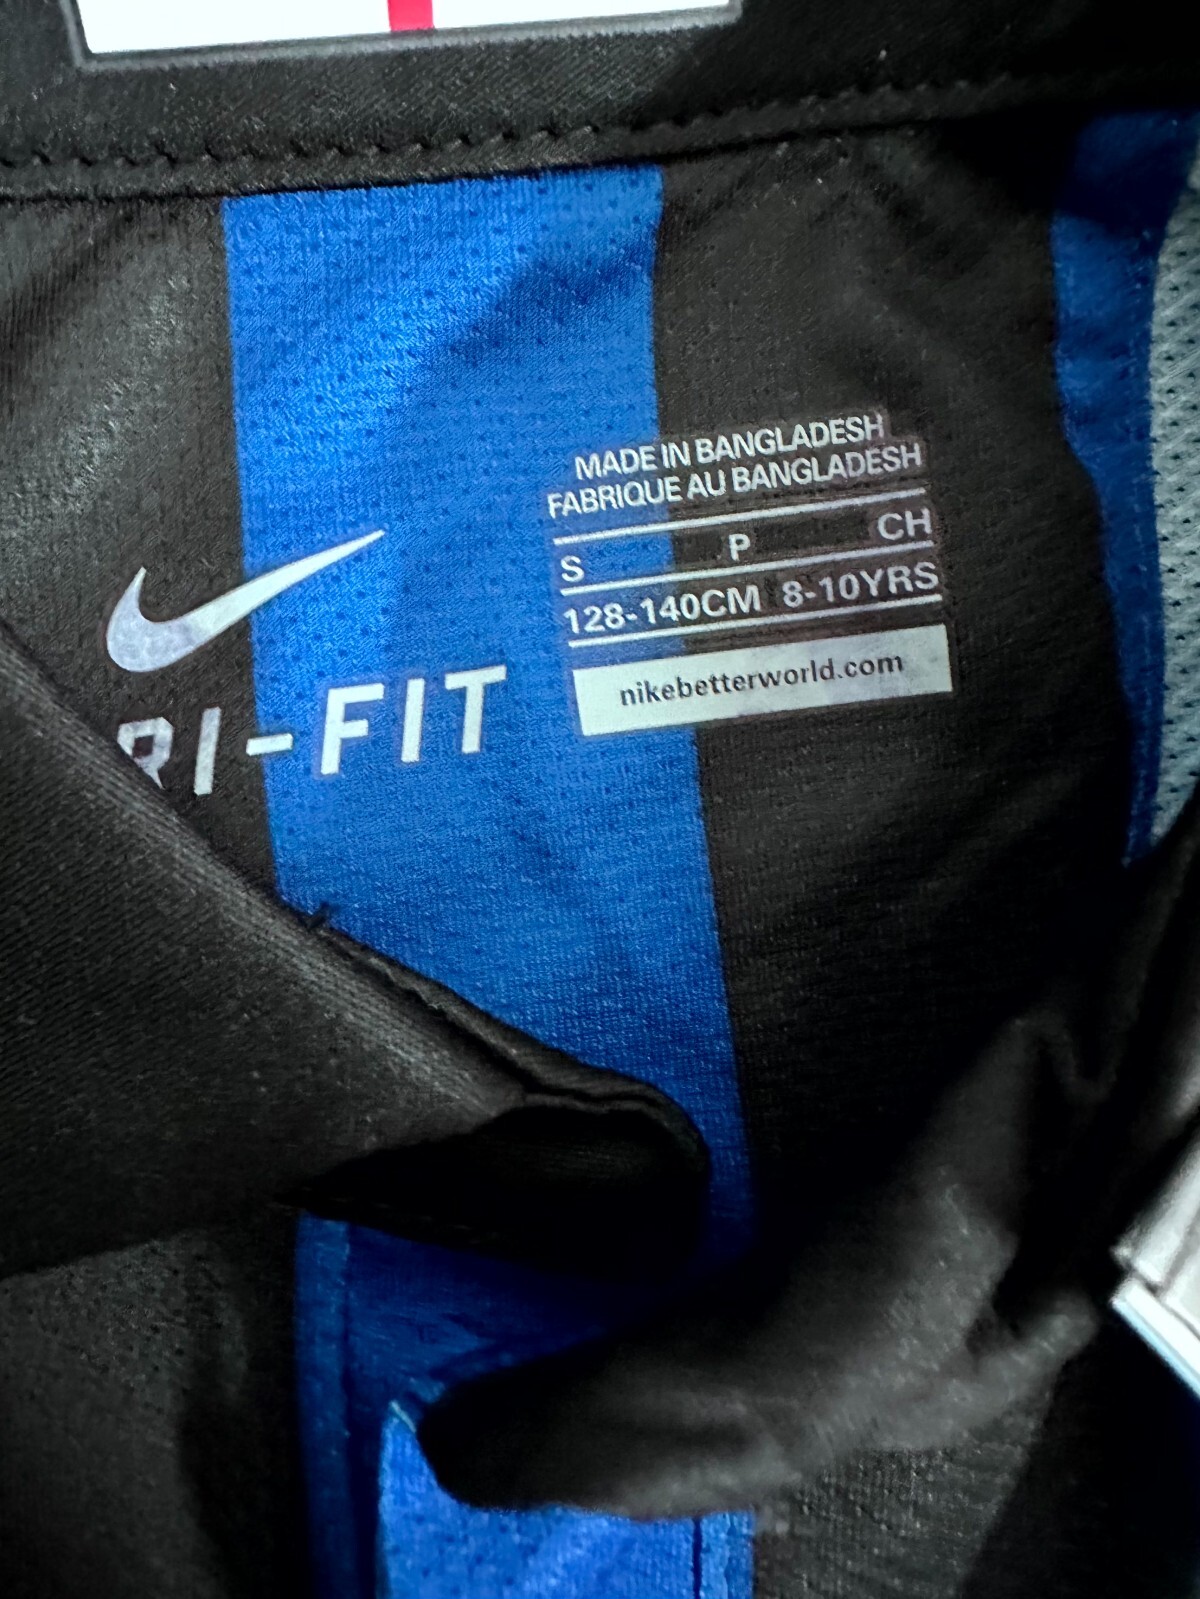 MADE IN BANGLADESH
FABRIQUE AU BANGLADESH
S P CH
128-140CM 8-10YRS
nikebetterworld.com
RI-FIT